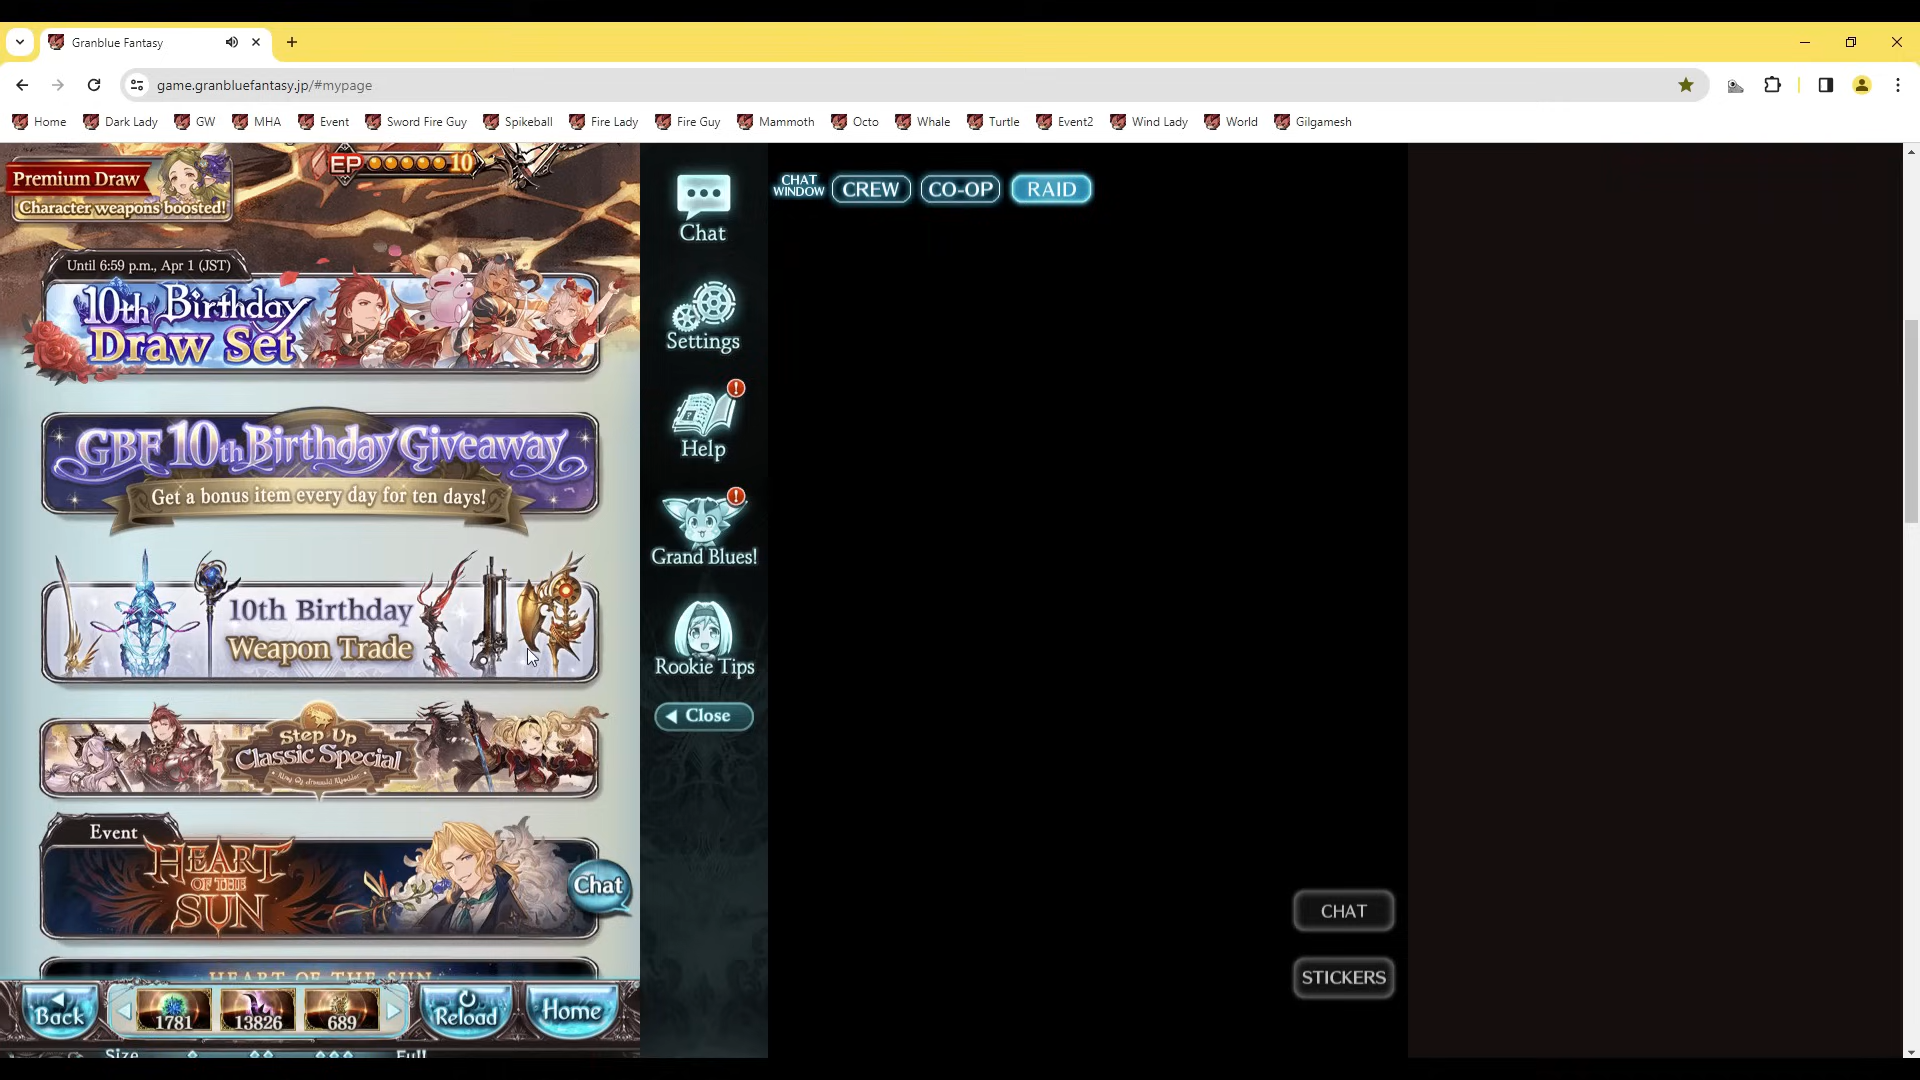 Granblue Fantasy
game.granbluefantasy.jp/#mypage
Home
Dark Lady
GW
MHA
Event
Sword Fire Guy
Spikeball
Fire Lady
Fire Guy
Mammoth
Octo
Whale
Turtle
Event2
Wind Lady
World
Gilgamesh
Premium Draw
Character weapons boosted!
EP 10
Until 6:59 p.m., Apr 1 (JST)
10th Birthday
Draw Set
GBF 10th Birthday Giveaway
Get a bonus item every day for ten days!
10th Birthday
Weapon Trade
Step Up
Classic Special
Event
HEART
OF THE
SUN
Chat
HEART OF THE SUN
Back
1781
13826
689
Reload
Home
Size
Full
Chat
Settings
Help
Grand Blues!
Rookie Tips
Close
CHAT
WINDOW
CREW
CO-OP
RAID
CHAT
STICKERS